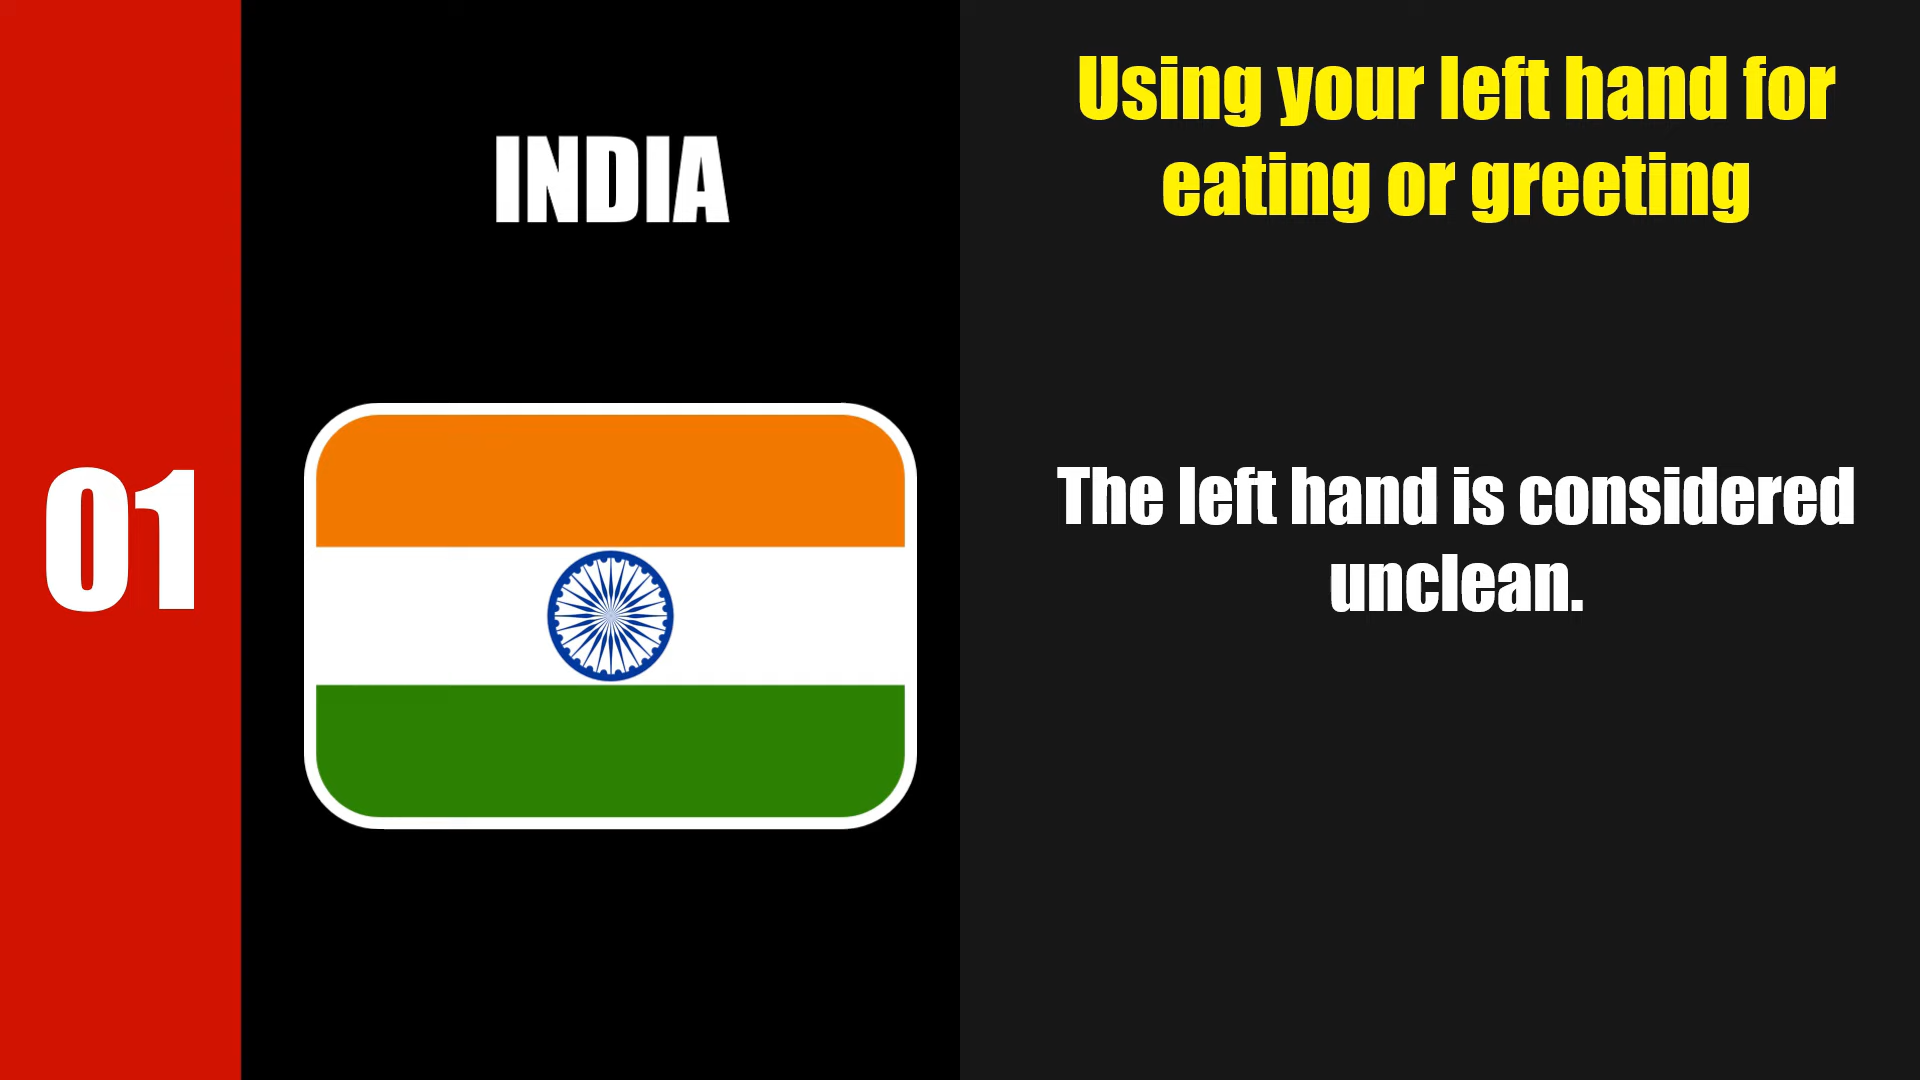 01
INDIA
Using your left hand for
eating or greeting
The left hand is considered
unclean.